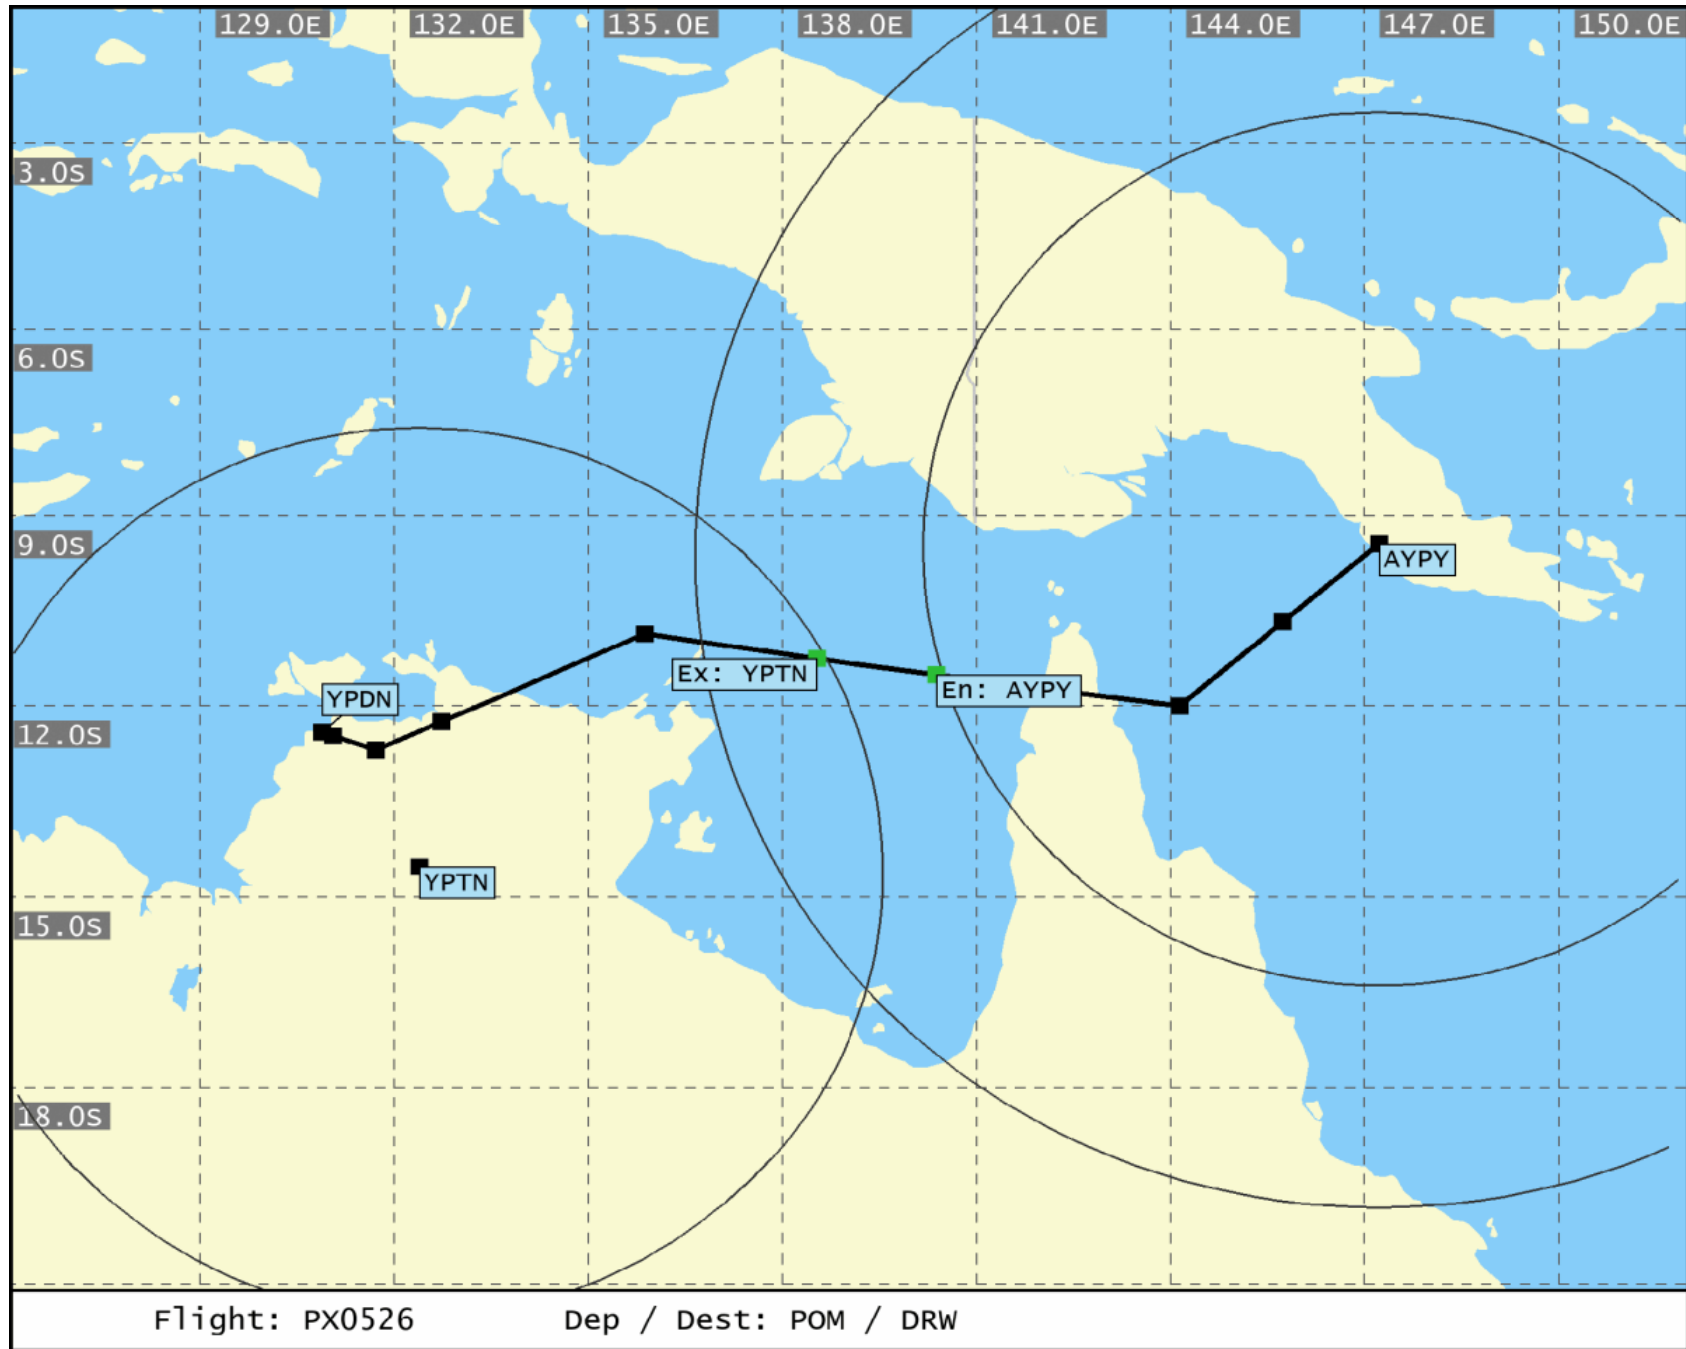 129.0E 132.0E 135.0E 138.0E 141.0E 144.0E 147.0E 150.0E
3.0S
6.0S
9.0S
AYPY
Ex: YPTN
En: AYPY
YPDN
12.0S
YPTN
15.0S
18.0S
Flight: PX0526 Dep / Dest: POM / DRW